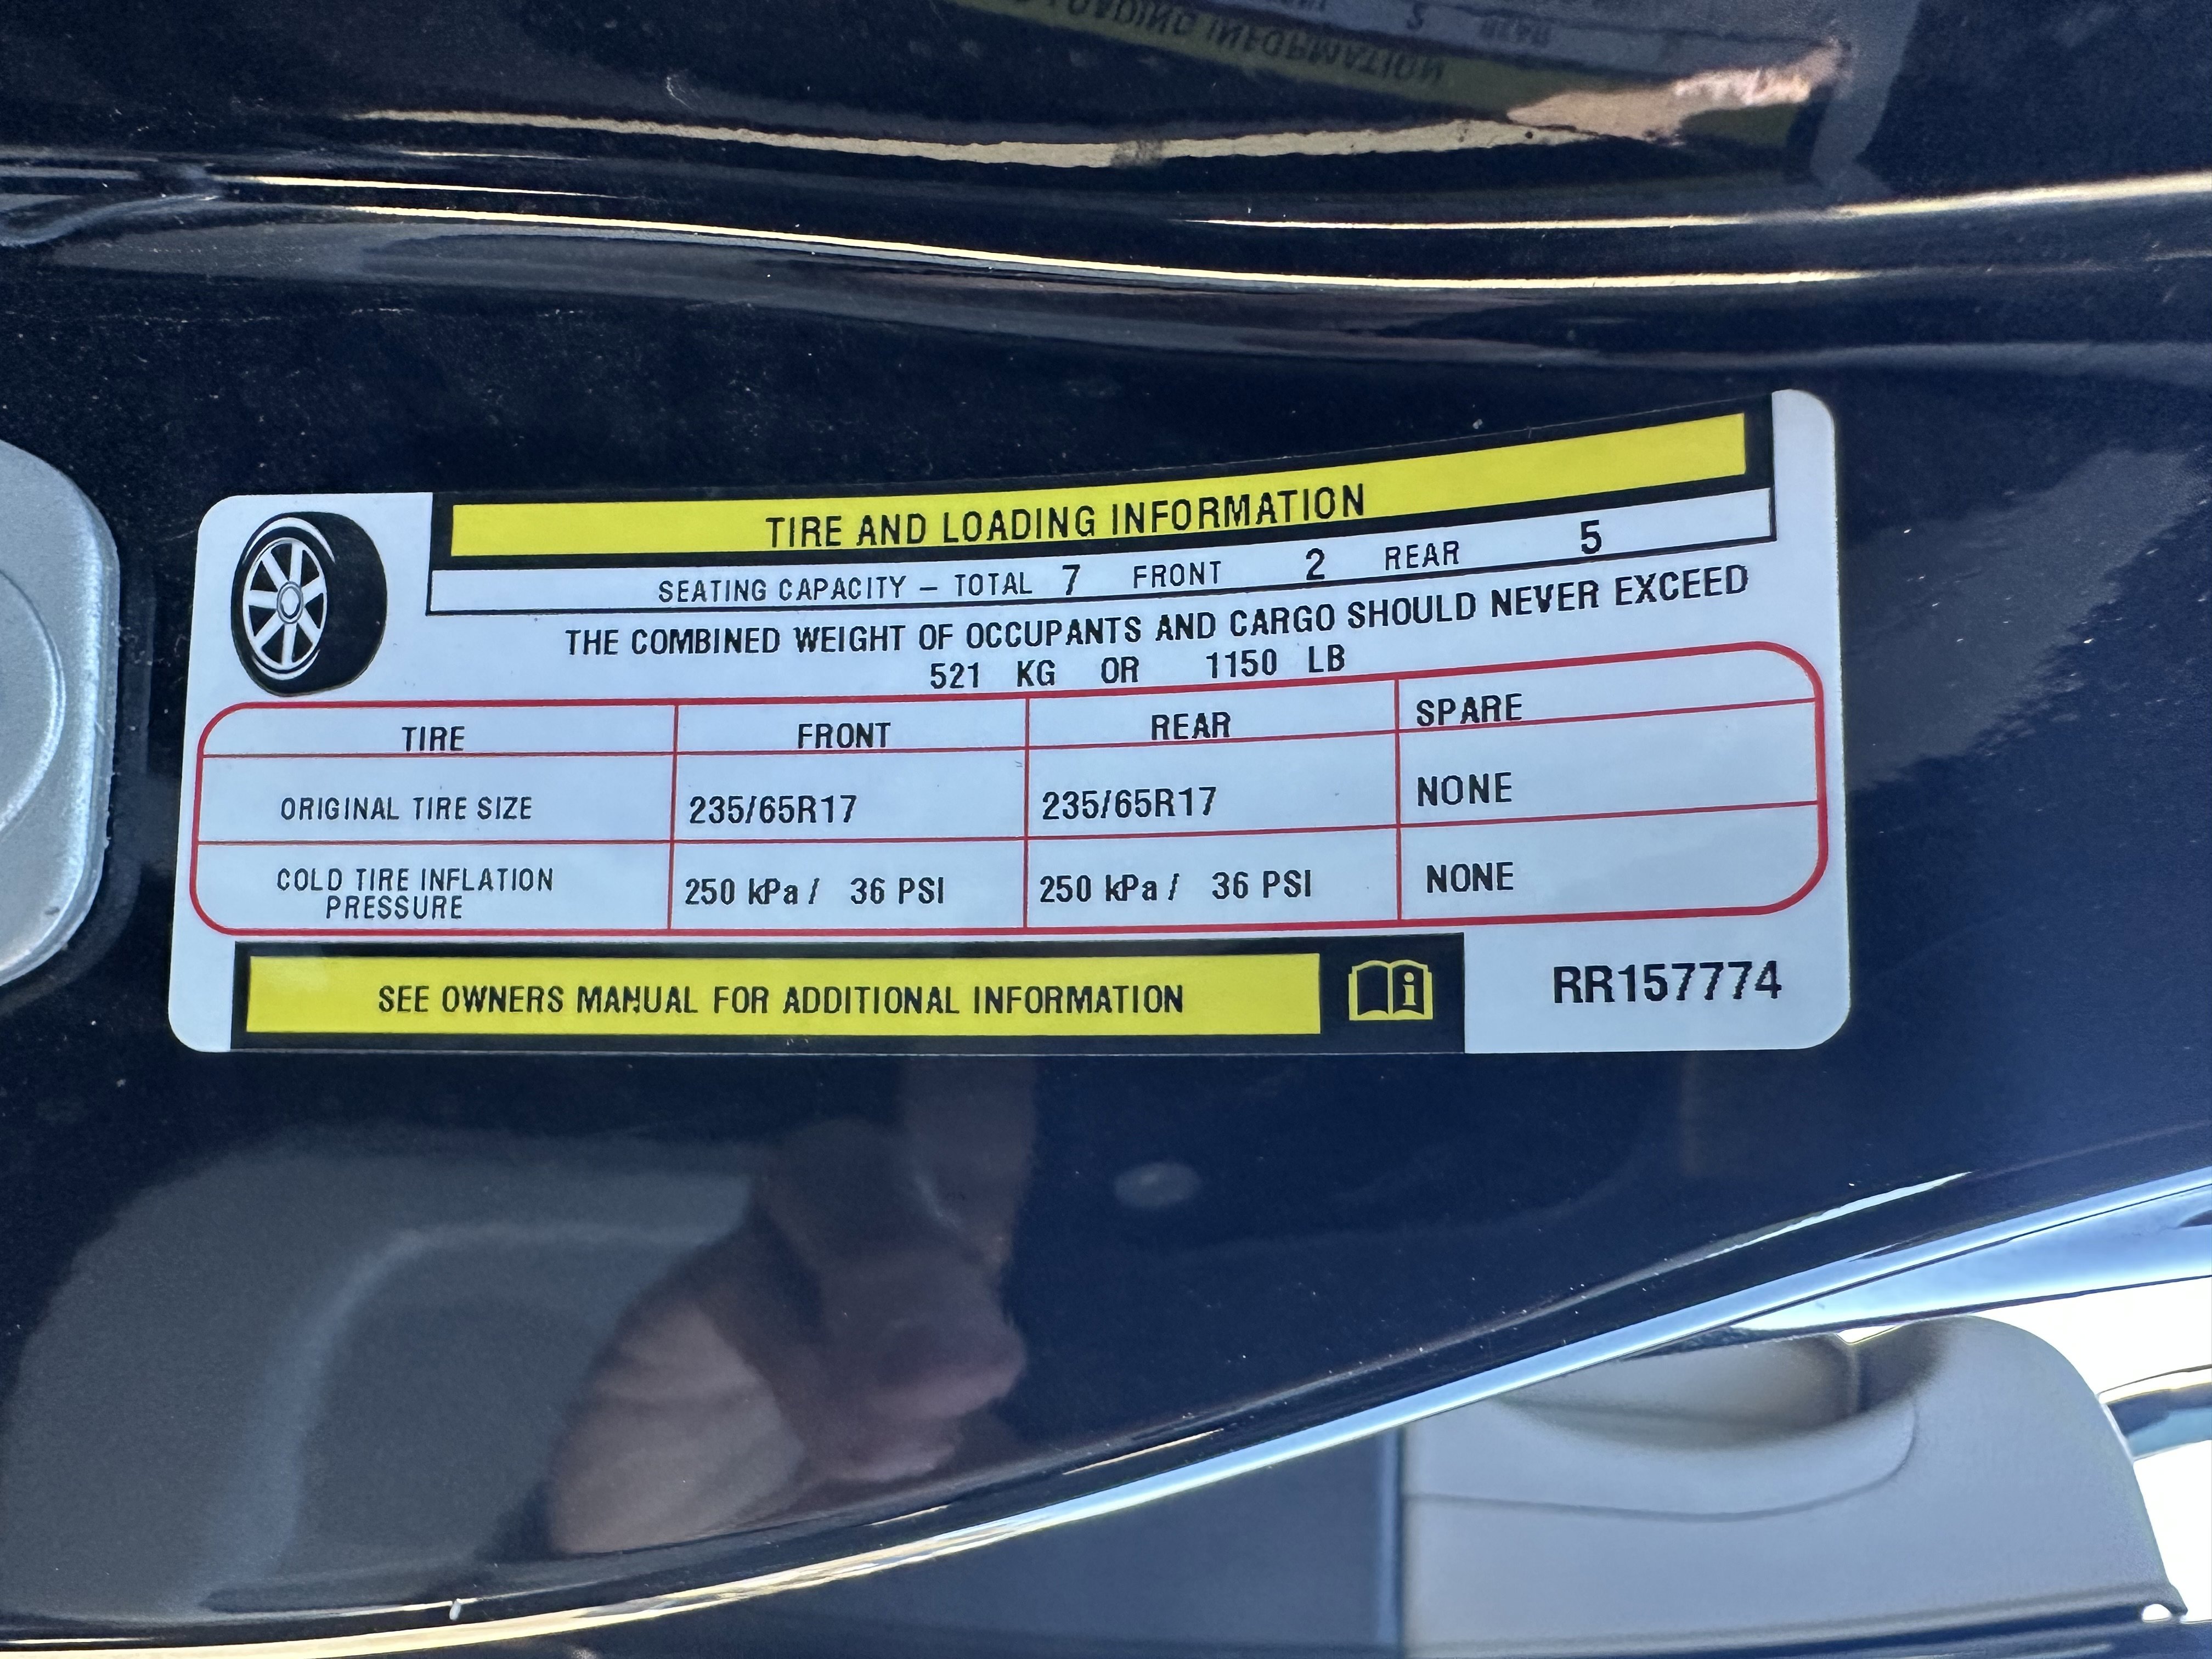 TIRE AND LOADING INFORMATION
SEATING CAPACITY – TOTAL 7 FRONT 2 REAR 5
THE COMBINED WEIGHT OF OCCUPANTS AND CARGO SHOULD NEVER EXCEED
521 KG OR 1150 LB
TIRE FRONT REAR SPARE
ORIGINAL TIRE SIZE 235/65R17 235/65R17 NONE
COLD TIRE INFLATION
PRESSURE 250 kPa / 36 PSI 250 kPa / 36 PSI NONE
SEE OWNERS MANUAL FOR ADDITIONAL INFORMATION
RR157774